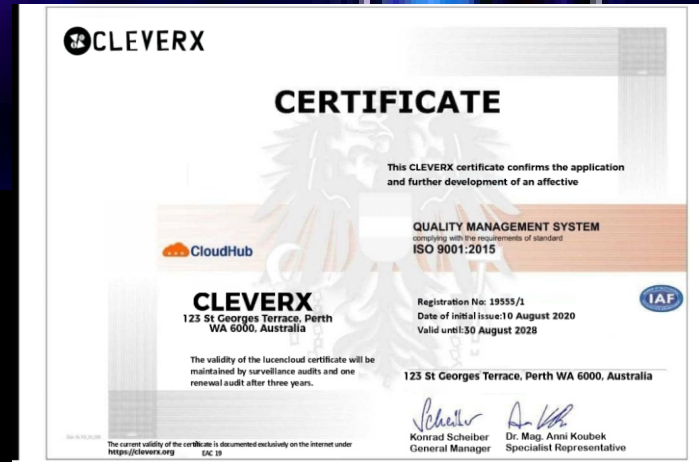 CLEVERX
CERTIFICATE
This CLEVERX certificate confirms the application
and further development of an affective
QUALITY MANAGEMENT SYSTEM
complying with the requirements of standard
ISO 9001:2015
CloudHub
CLEVERX
123 St Georges Terrace, Perth
WA 6000, Australia
Registration No: 19555/1
Date of initial issue:10 August 2020
Valid until:30 August 2028
IAF
The validity of the lucencloud certificate will be
maintained by surveillance audits and one
renewal audit after three years.
123 St Georges Terrace, Perth WA 6000, Australia
Konrad Scheiber
General Manager
Dr. Mag. Anni Koubek
Specialist Representative
The current validity of the certificate is documented exclusively on the internet under
https://cleverx.org
EAC 19